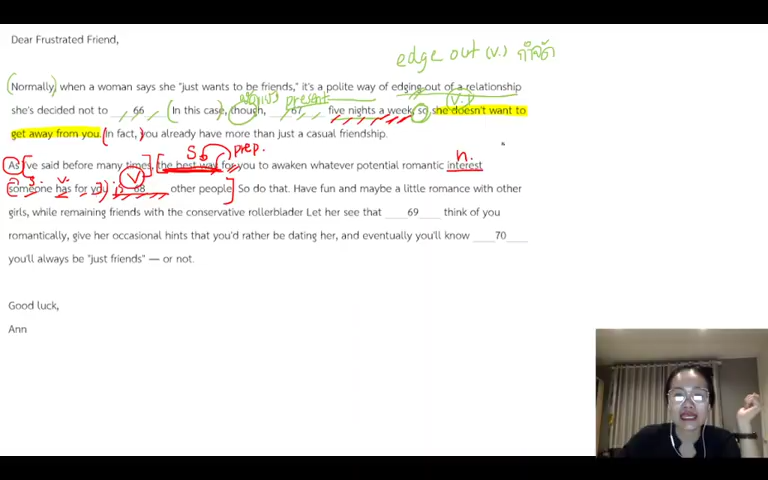 Dear Frustrated Friend,
edge out (v.) กำจัด
(Normally) when a woman says she "just wants to be friends," it's a polite way of edging out of a relationship
present (v.)
she's decided not to 66 (In this case, though, 67 five nights a week, so she doesn't want to
get away from you. (In fact,) you already have more than just a casual friendship.
S prep. n.
As [I've said before many times,] [the best way for you to awaken whatever potential romantic interest
s. v. V
(someone has for you) is 68 other people] So do that. Have fun and maybe a little romance with other
girls, while remaining friends with the conservative rollerblader Let her see that 69 think of you
romantically, give her occasional hints that you'd rather be dating her, and eventually you'll know 70
you'll always be "just friends" — or not.
Good luck,
Ann